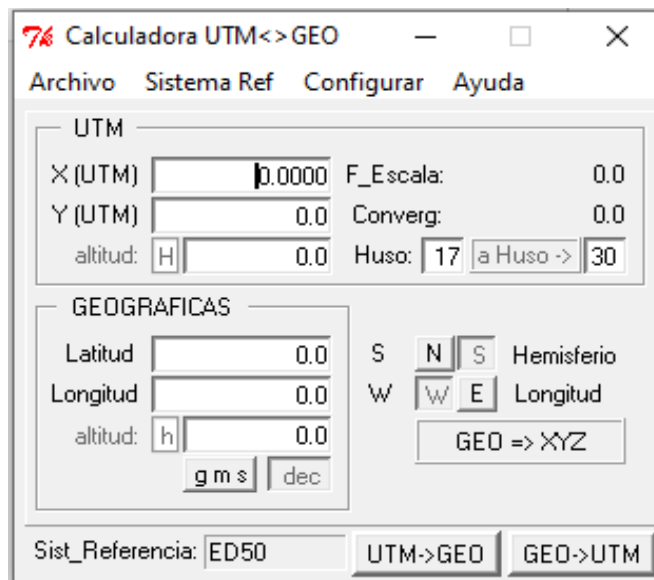 Calculadora UTM<>GEO
Archivo Sistema Ref Configurar Ayuda
UTM
X (UTM) 0.0000 F_Escala: 0.0
Y (UTM) 0.0 Converg: 0.0
altitud: H 0.0 Huso: 17 a Huso -> 30
GEOGRAFICAS
Latitud 0.0 S N S Hemisferio
Longitud 0.0 W W E Longitud
altitud: h 0.0 GEO => XYZ
g m s dec
Sist_Referencia: ED50 UTM->GEO GEO->UTM